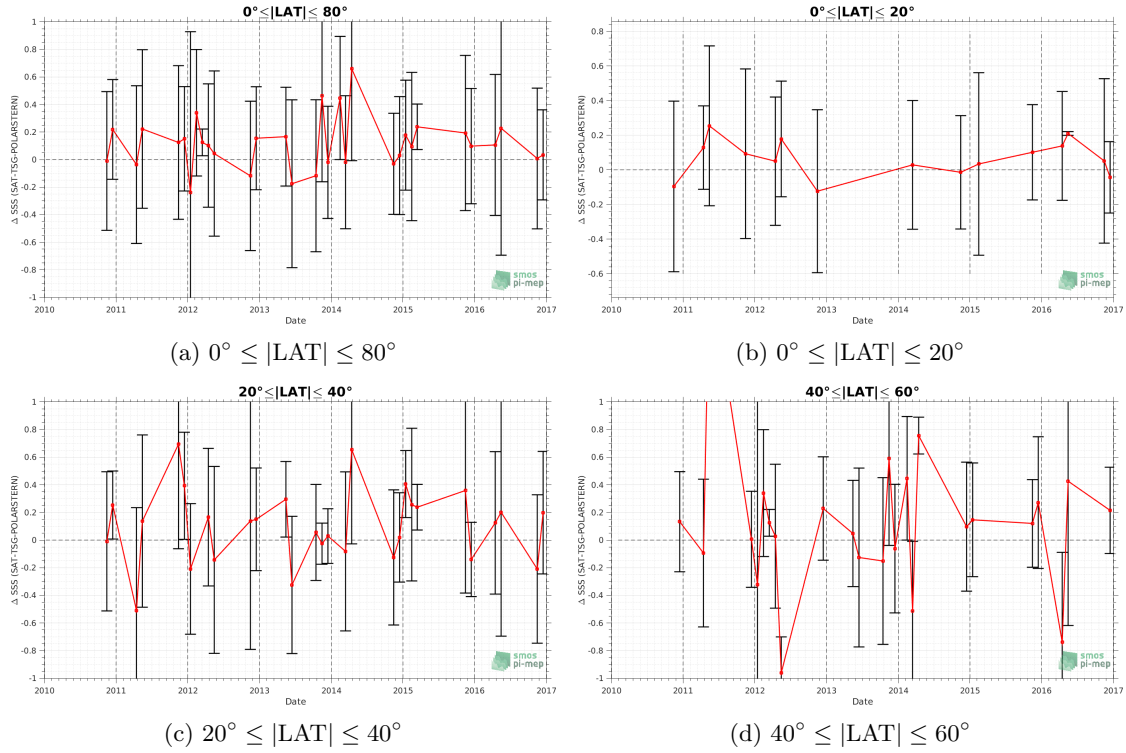 0°≤|LAT|≤ 80°
Δ SSS (SAT-TSG-POLARSTERN)
1
0.8
0.6
0.4
0.2
0
-0.2
-0.4
-0.6
-0.8
-1
2010 2011 2012 2013 2014 2015 2016 2017
Date
smos
pi-mep
(a) 0° ≤ |LAT| ≤ 80°
0°≤|LAT|≤ 20°
Δ SSS (SAT-TSG-POLARSTERN)
0.8
0.6
0.4
0.2
0
-0.2
-0.4
-0.6
2010 2011 2012 2013 2014 2015 2016 2017
Date
smos
pi-mep
(b) 0° ≤ |LAT| ≤ 20°
20°≤|LAT|≤ 40°
Δ SSS (SAT-TSG-POLARSTERN)
1
0.8
0.6
0.4
0.2
0
-0.2
-0.4
-0.6
-0.8
-1
2010 2011 2012 2013 2014 2015 2016 2017
Date
smos
pi-mep
(c) 20° ≤ |LAT| ≤ 40°
40°≤|LAT|≤ 60°
Δ SSS (SAT-TSG-POLARSTERN)
1
0.8
0.6
0.4
0.2
0
-0.2
-0.4
-0.6
-0.8
-1
2010 2011 2012 2013 2014 2015 2016 2017
Date
smos
pi-mep
(d) 40° ≤ |LAT| ≤ 60°